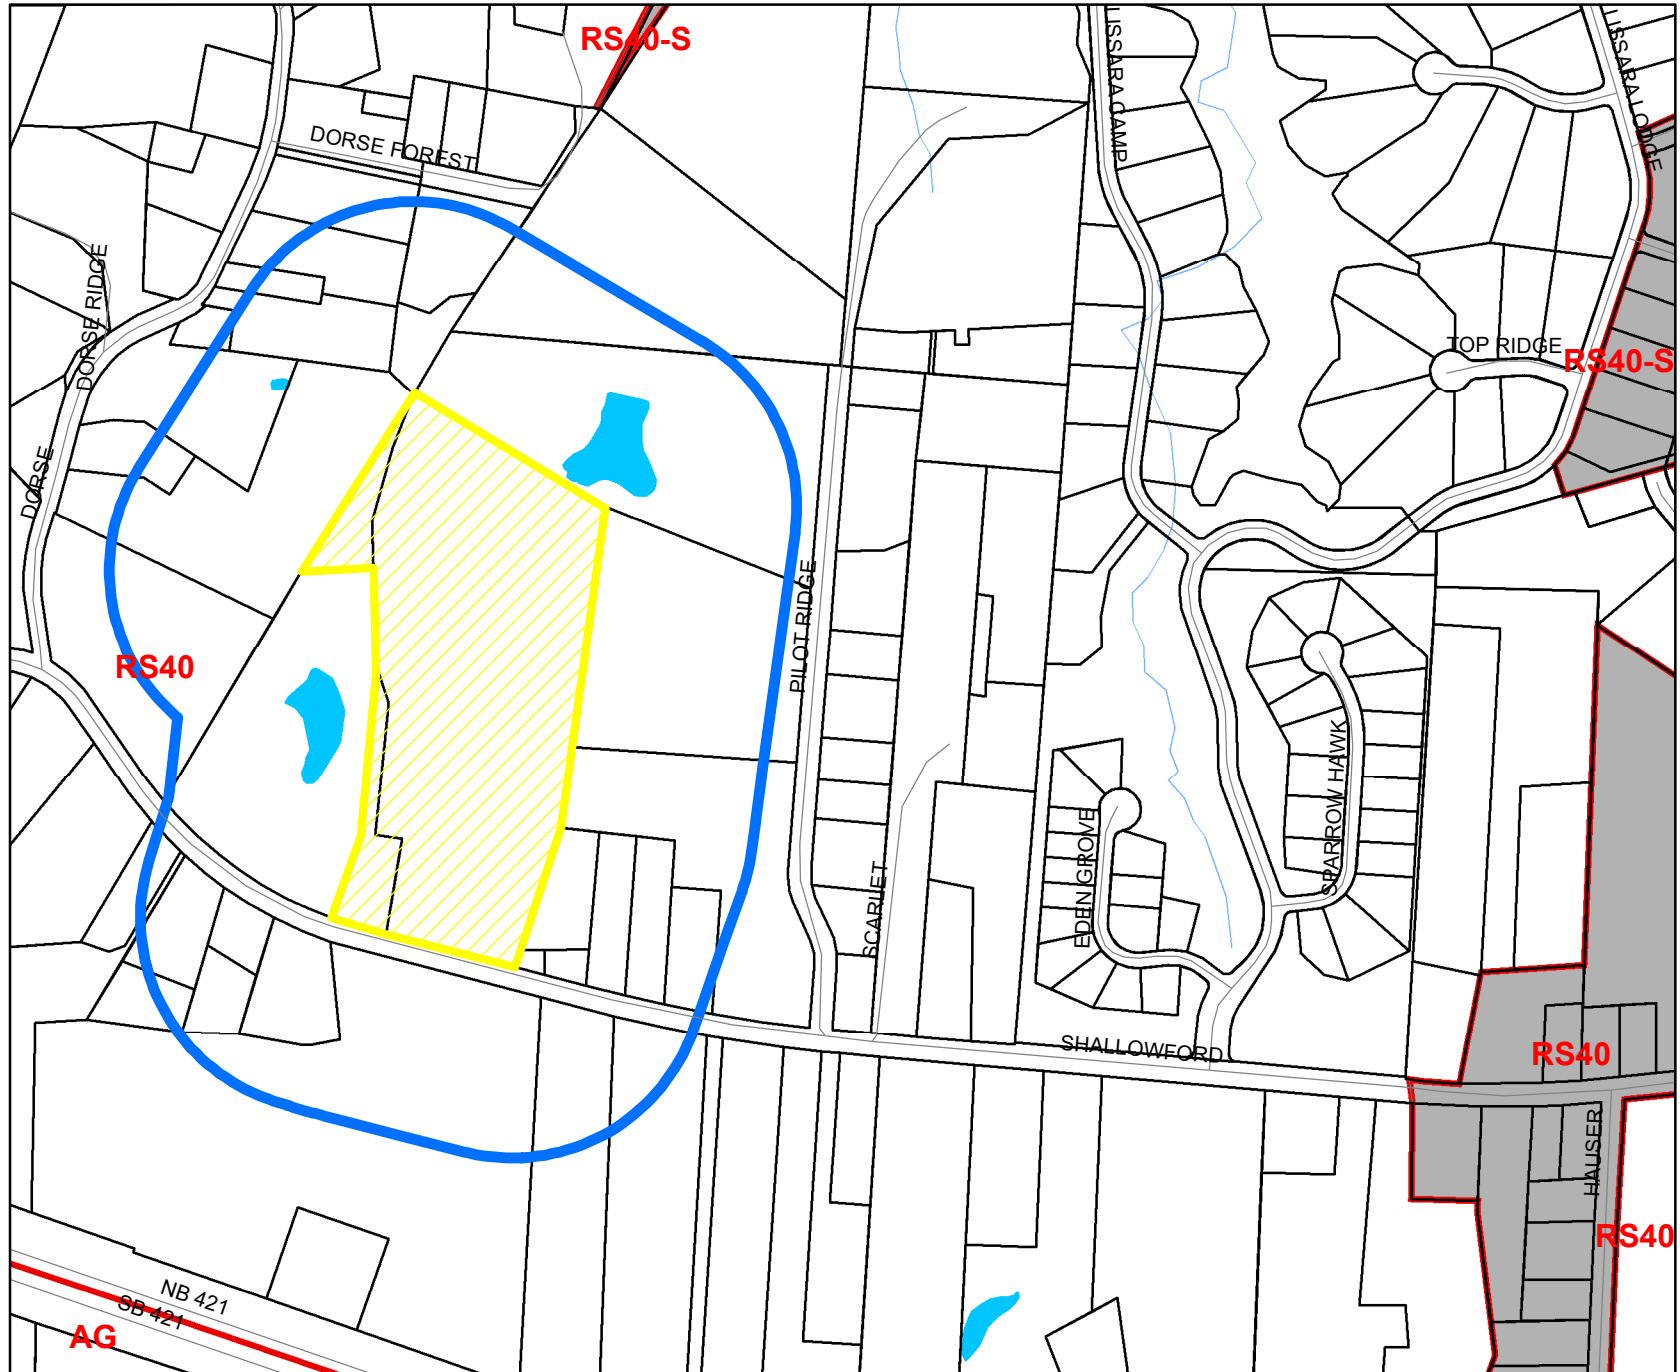 RS40-S
LISSARA CAMP
LISSARA LODGE
DORSE FOREST
DORSE RIDGE
TOP RIDGE
RS40-S
DORSE
PILOT RIDGE
RS40
SPARROW HAWK
EDEN GROVE
SCARLET
SHALLOWFORD
RS40
HAUSER
RS40
NB 421
SB 421
AG